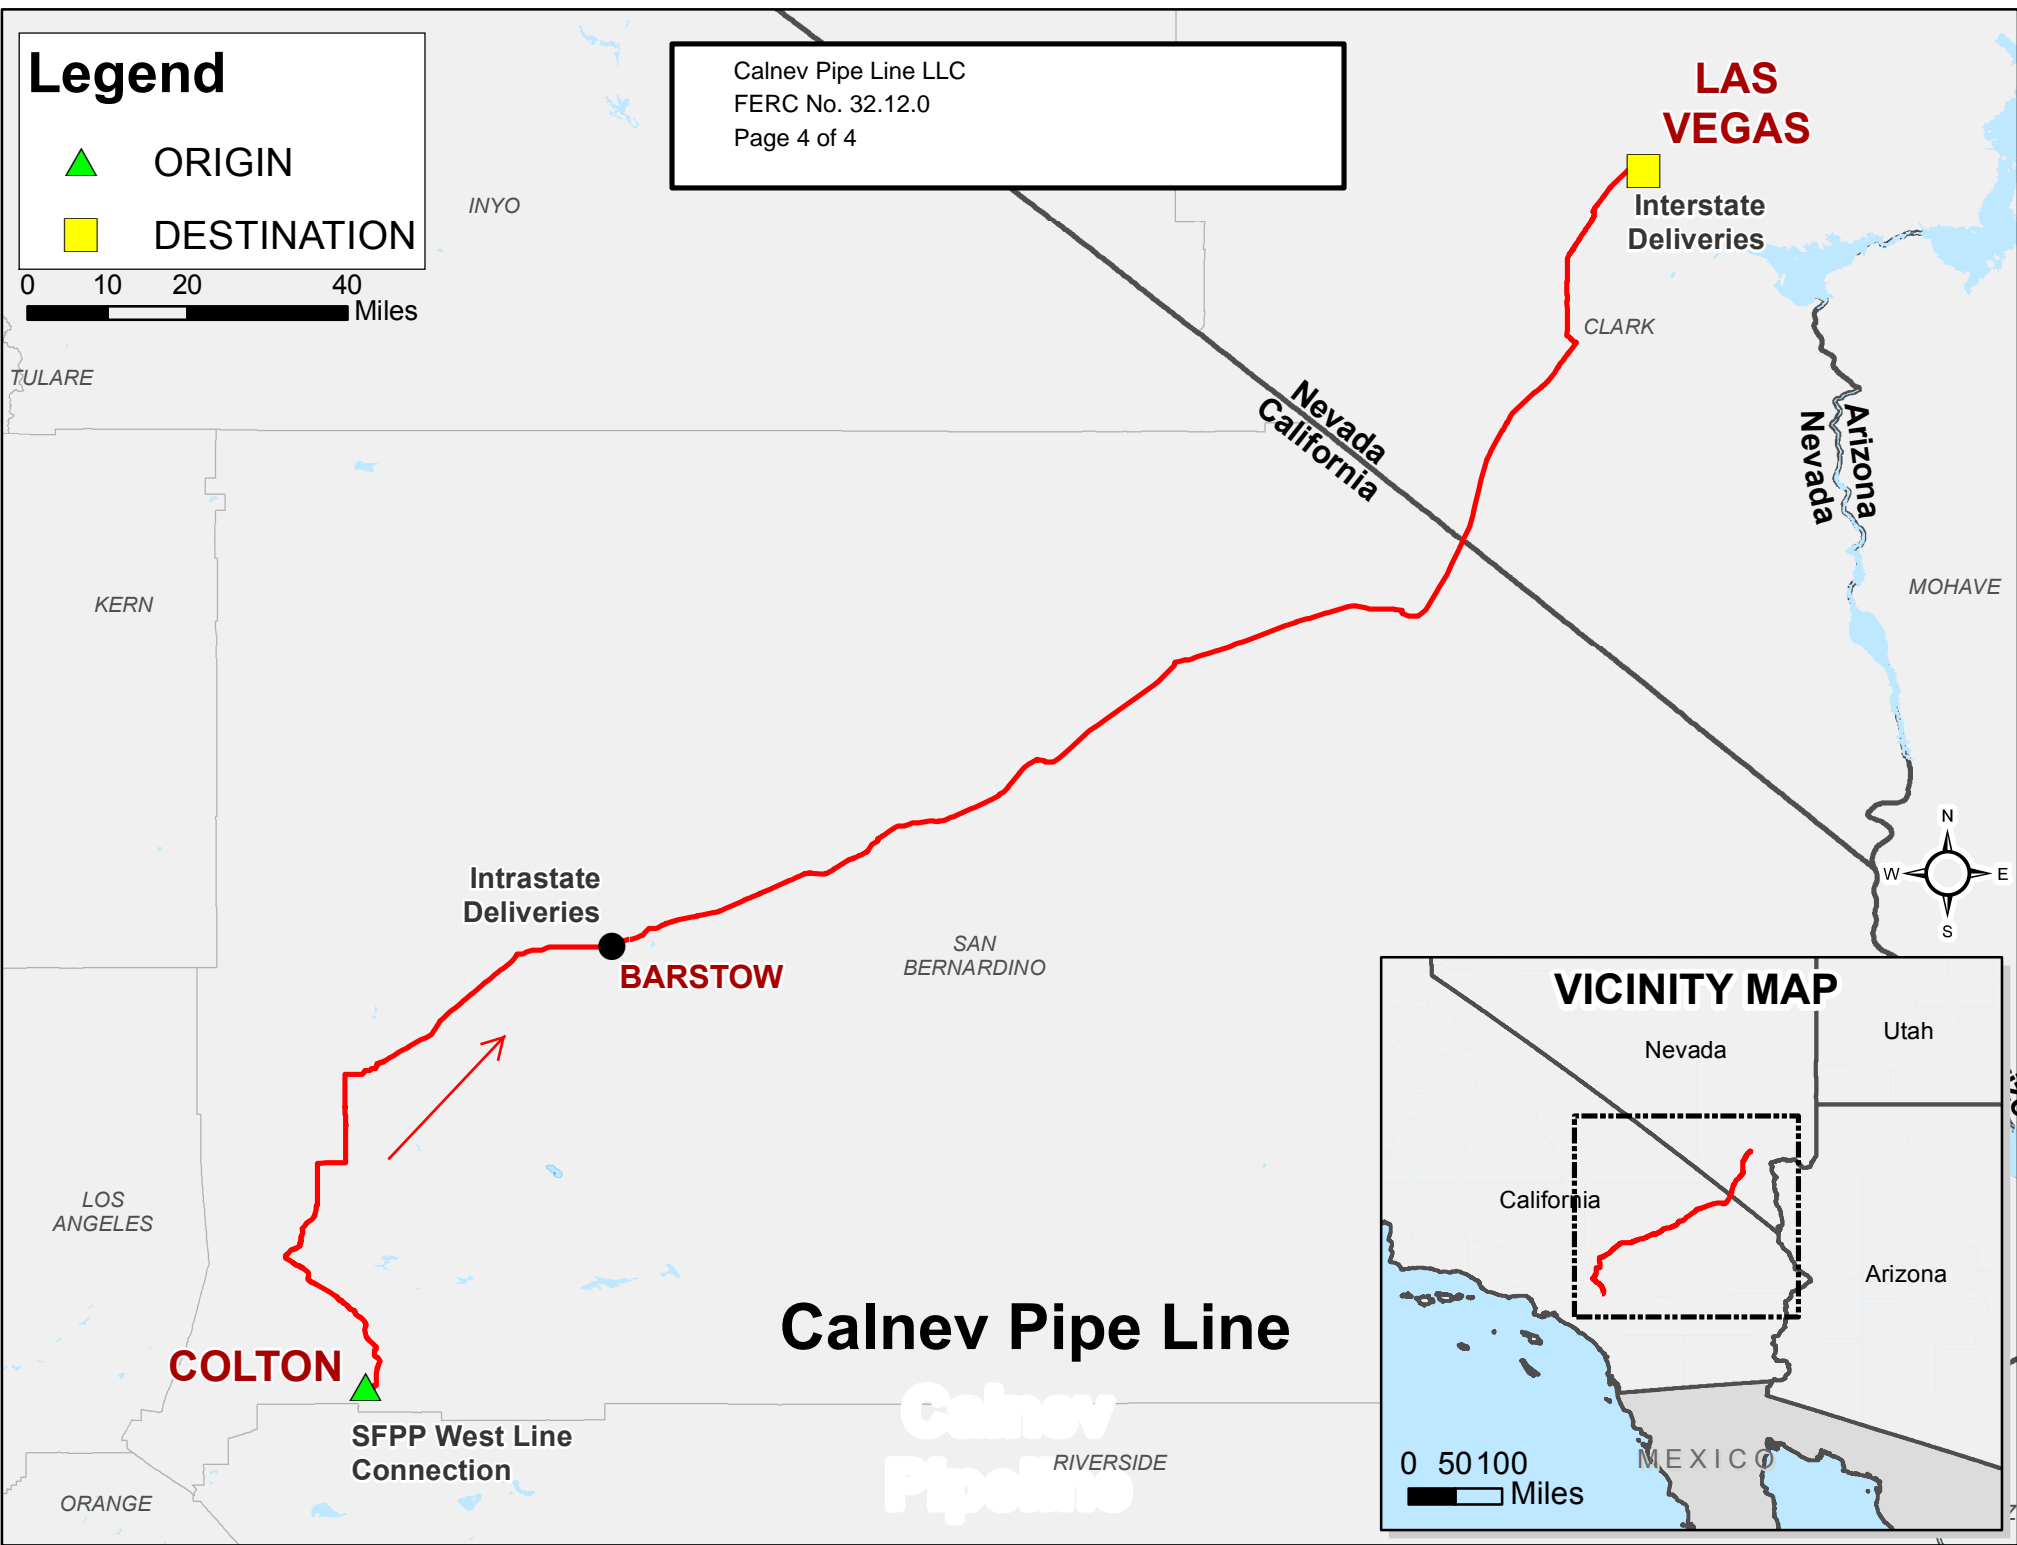 Legend
ORIGIN
DESTINATION
0 10 20 40
Miles
Calnev Pipe Line LLC
FERC No. 32.12.0
Page 4 of 4
LAS
VEGAS
Interstate
Deliveries
INYO
TULARE
CLARK
Nevada
California
Arizona
Nevada
KERN
MOHAVE
N
W E
S
Intrastate
Deliveries
BARSTOW
SAN
BERNARDINO
LOS
ANGELES
COLTON
SFPP West Line
Connection
ORANGE
Calnev Pipe Line
Calnev
Pipeline
RIVERSIDE
VICINITY MAP
Utah
Nevada
California
Arizona
MEXICO
0 50 100
Miles